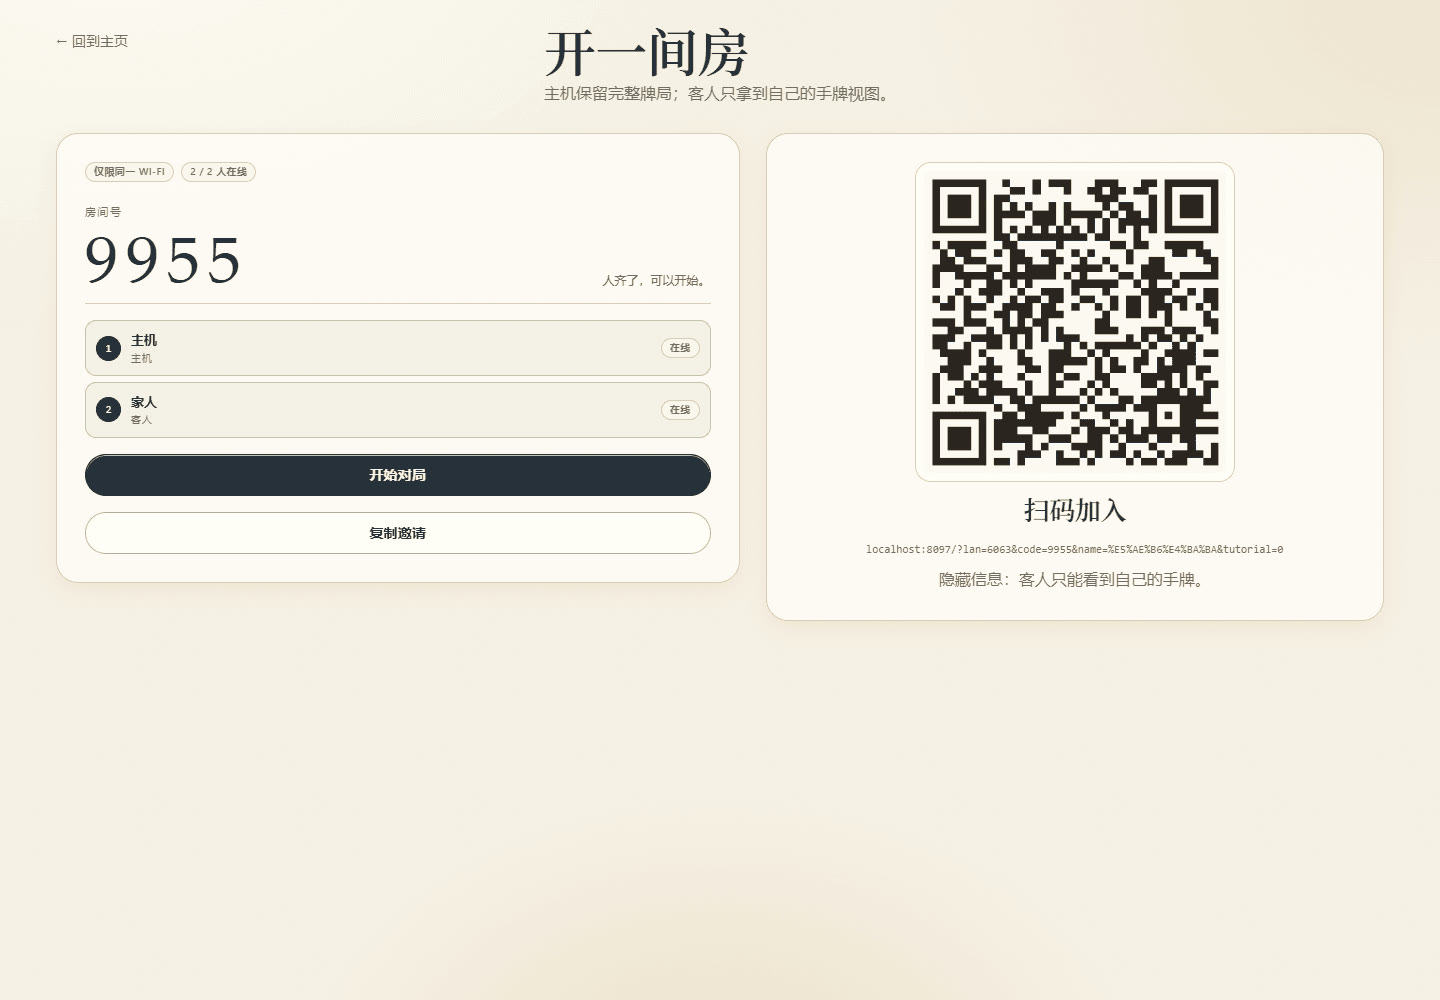 ← 回到主页
开一间房
主机保留完整牌局；客人只拿到自己的手牌视图。
仅限同一 WI-FI
2 / 2 人在线
房间号
9955
人齐了，可以开始。
1
主机
主机
在线
2
家人
客人
在线
开始对局
复制邀请
扫码加入
localhost:8097/?lan=6063&code=9955&name=%E5%AE%B6%E4%BA%BA&tutorial=0
隐藏信息：客人只能看到自己的手牌。